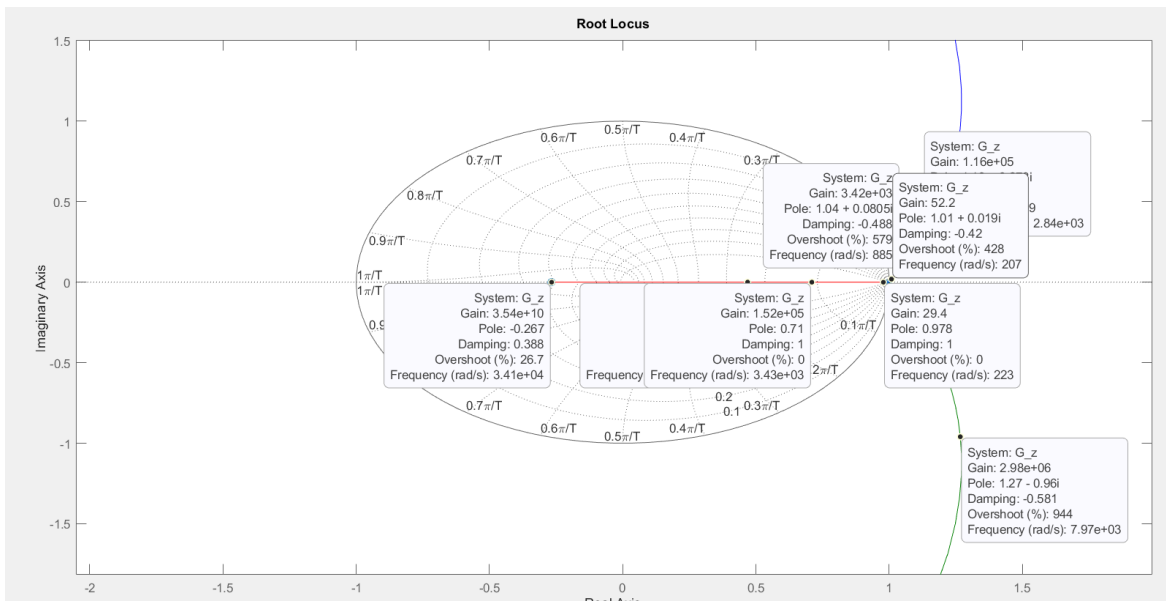 Root Locus
1.5
1
0.5
0
-0.5
-1
-1.5
Imaginary Axis
0.6π/T
0.5π/T
0.4π/T
0.7π/T
0.3π/T
0.8π/T
0.9π/T
1π/T
1π/T
0.9
0.1π/T
2π/T
0.2
0.1
0.7π/T
0.3π/T
0.6π/T
0.5π/T
0.4π/T
System: G_z
Gain: 1.16e+05
2.84e+03
System: G_z
Gain: 3.42e+03
Pole: 1.04 + 0.0805i
Damping: -0.488
Overshoot (%): 579
Frequency (rad/s): 885
System: G_z
Gain: 52.2
Pole: 1.01 + 0.019i
Damping: -0.42
Overshoot (%): 428
Frequency (rad/s): 207
System: G_z
Gain: 3.54e+10
Pole: -0.267
Damping: 0.388
Overshoot (%): 26.7
Frequency (rad/s): 3.41e+04
Frequency
System: G_z
Gain: 1.52e+05
Pole: 0.71
Damping: 1
Overshoot (%): 0
Frequency (rad/s): 3.43e+03
System: G_z
Gain: 29.4
Pole: 0.978
Damping: 1
Overshoot (%): 0
Frequency (rad/s): 223
System: G_z
Gain: 2.98e+06
Pole: 1.27 - 0.96i
Damping: -0.581
Overshoot (%): 944
Frequency (rad/s): 7.97e+03
-2
-1.5
-1
-0.5
0
0.5
1
1.5
Real Axis